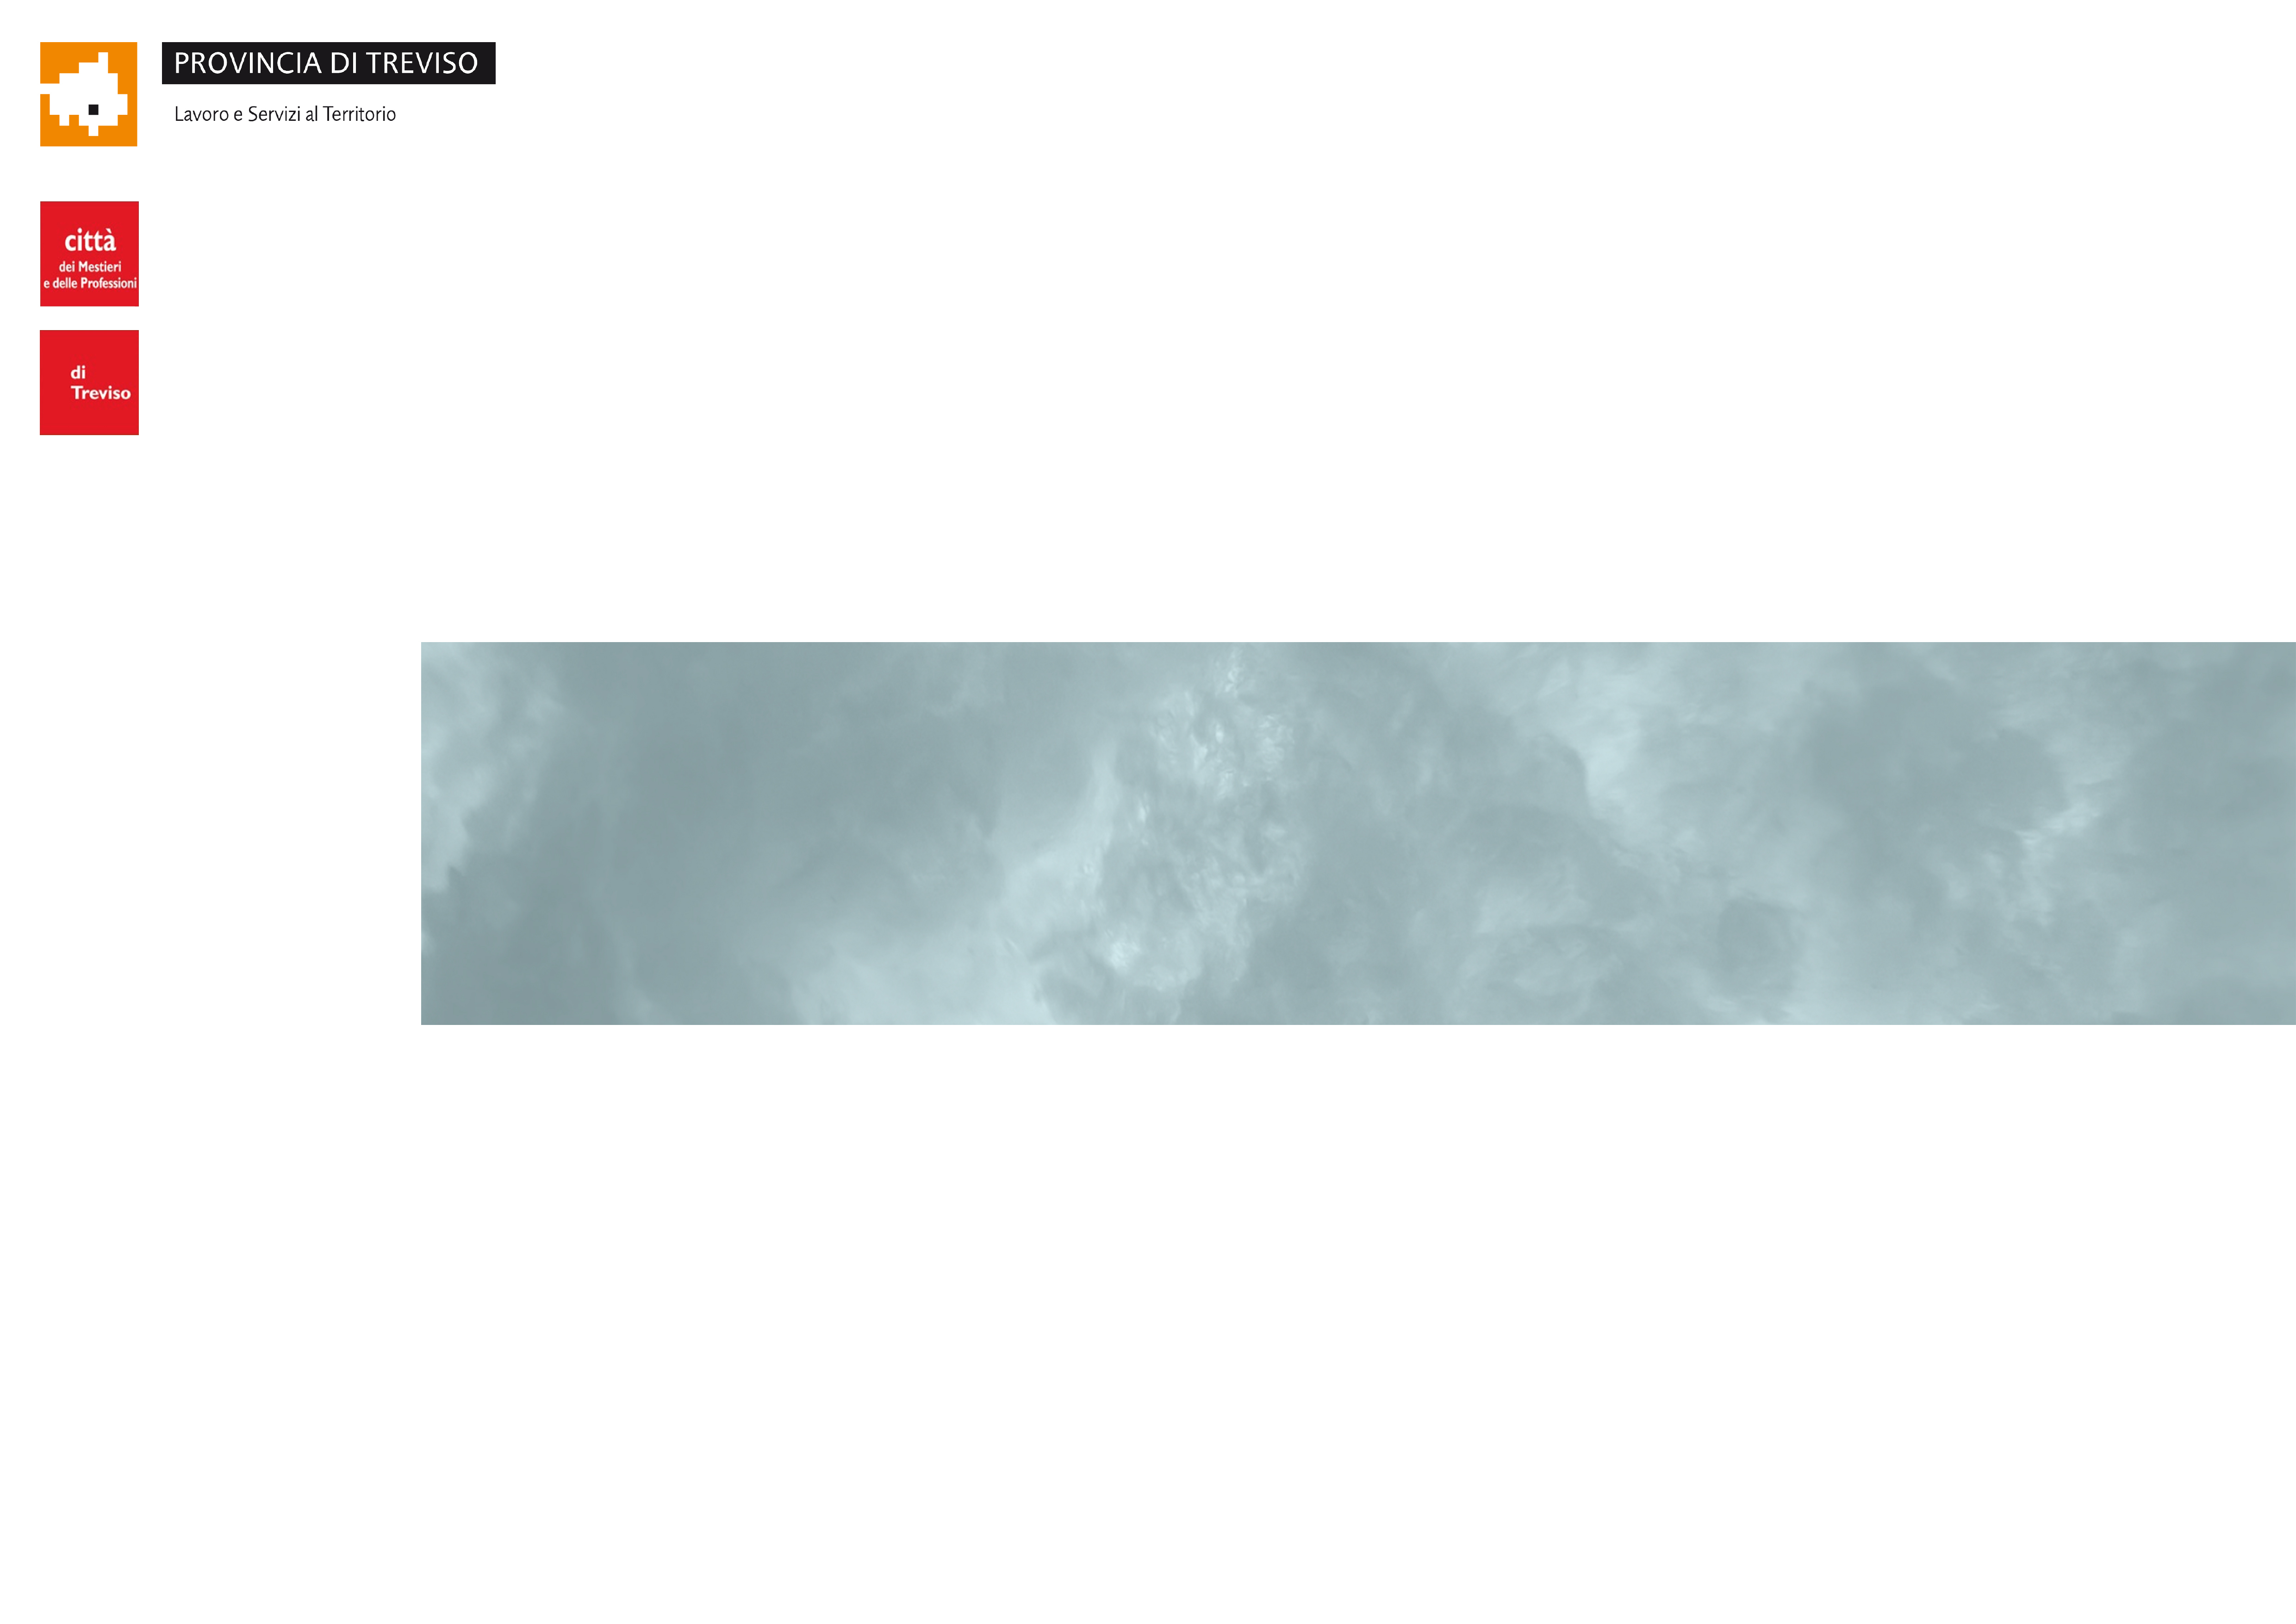 PROVINCIA DI TREVISO
Lavoro e Servizi al Territorio
città
dei Mestieri
e delle Professioni
di
Treviso